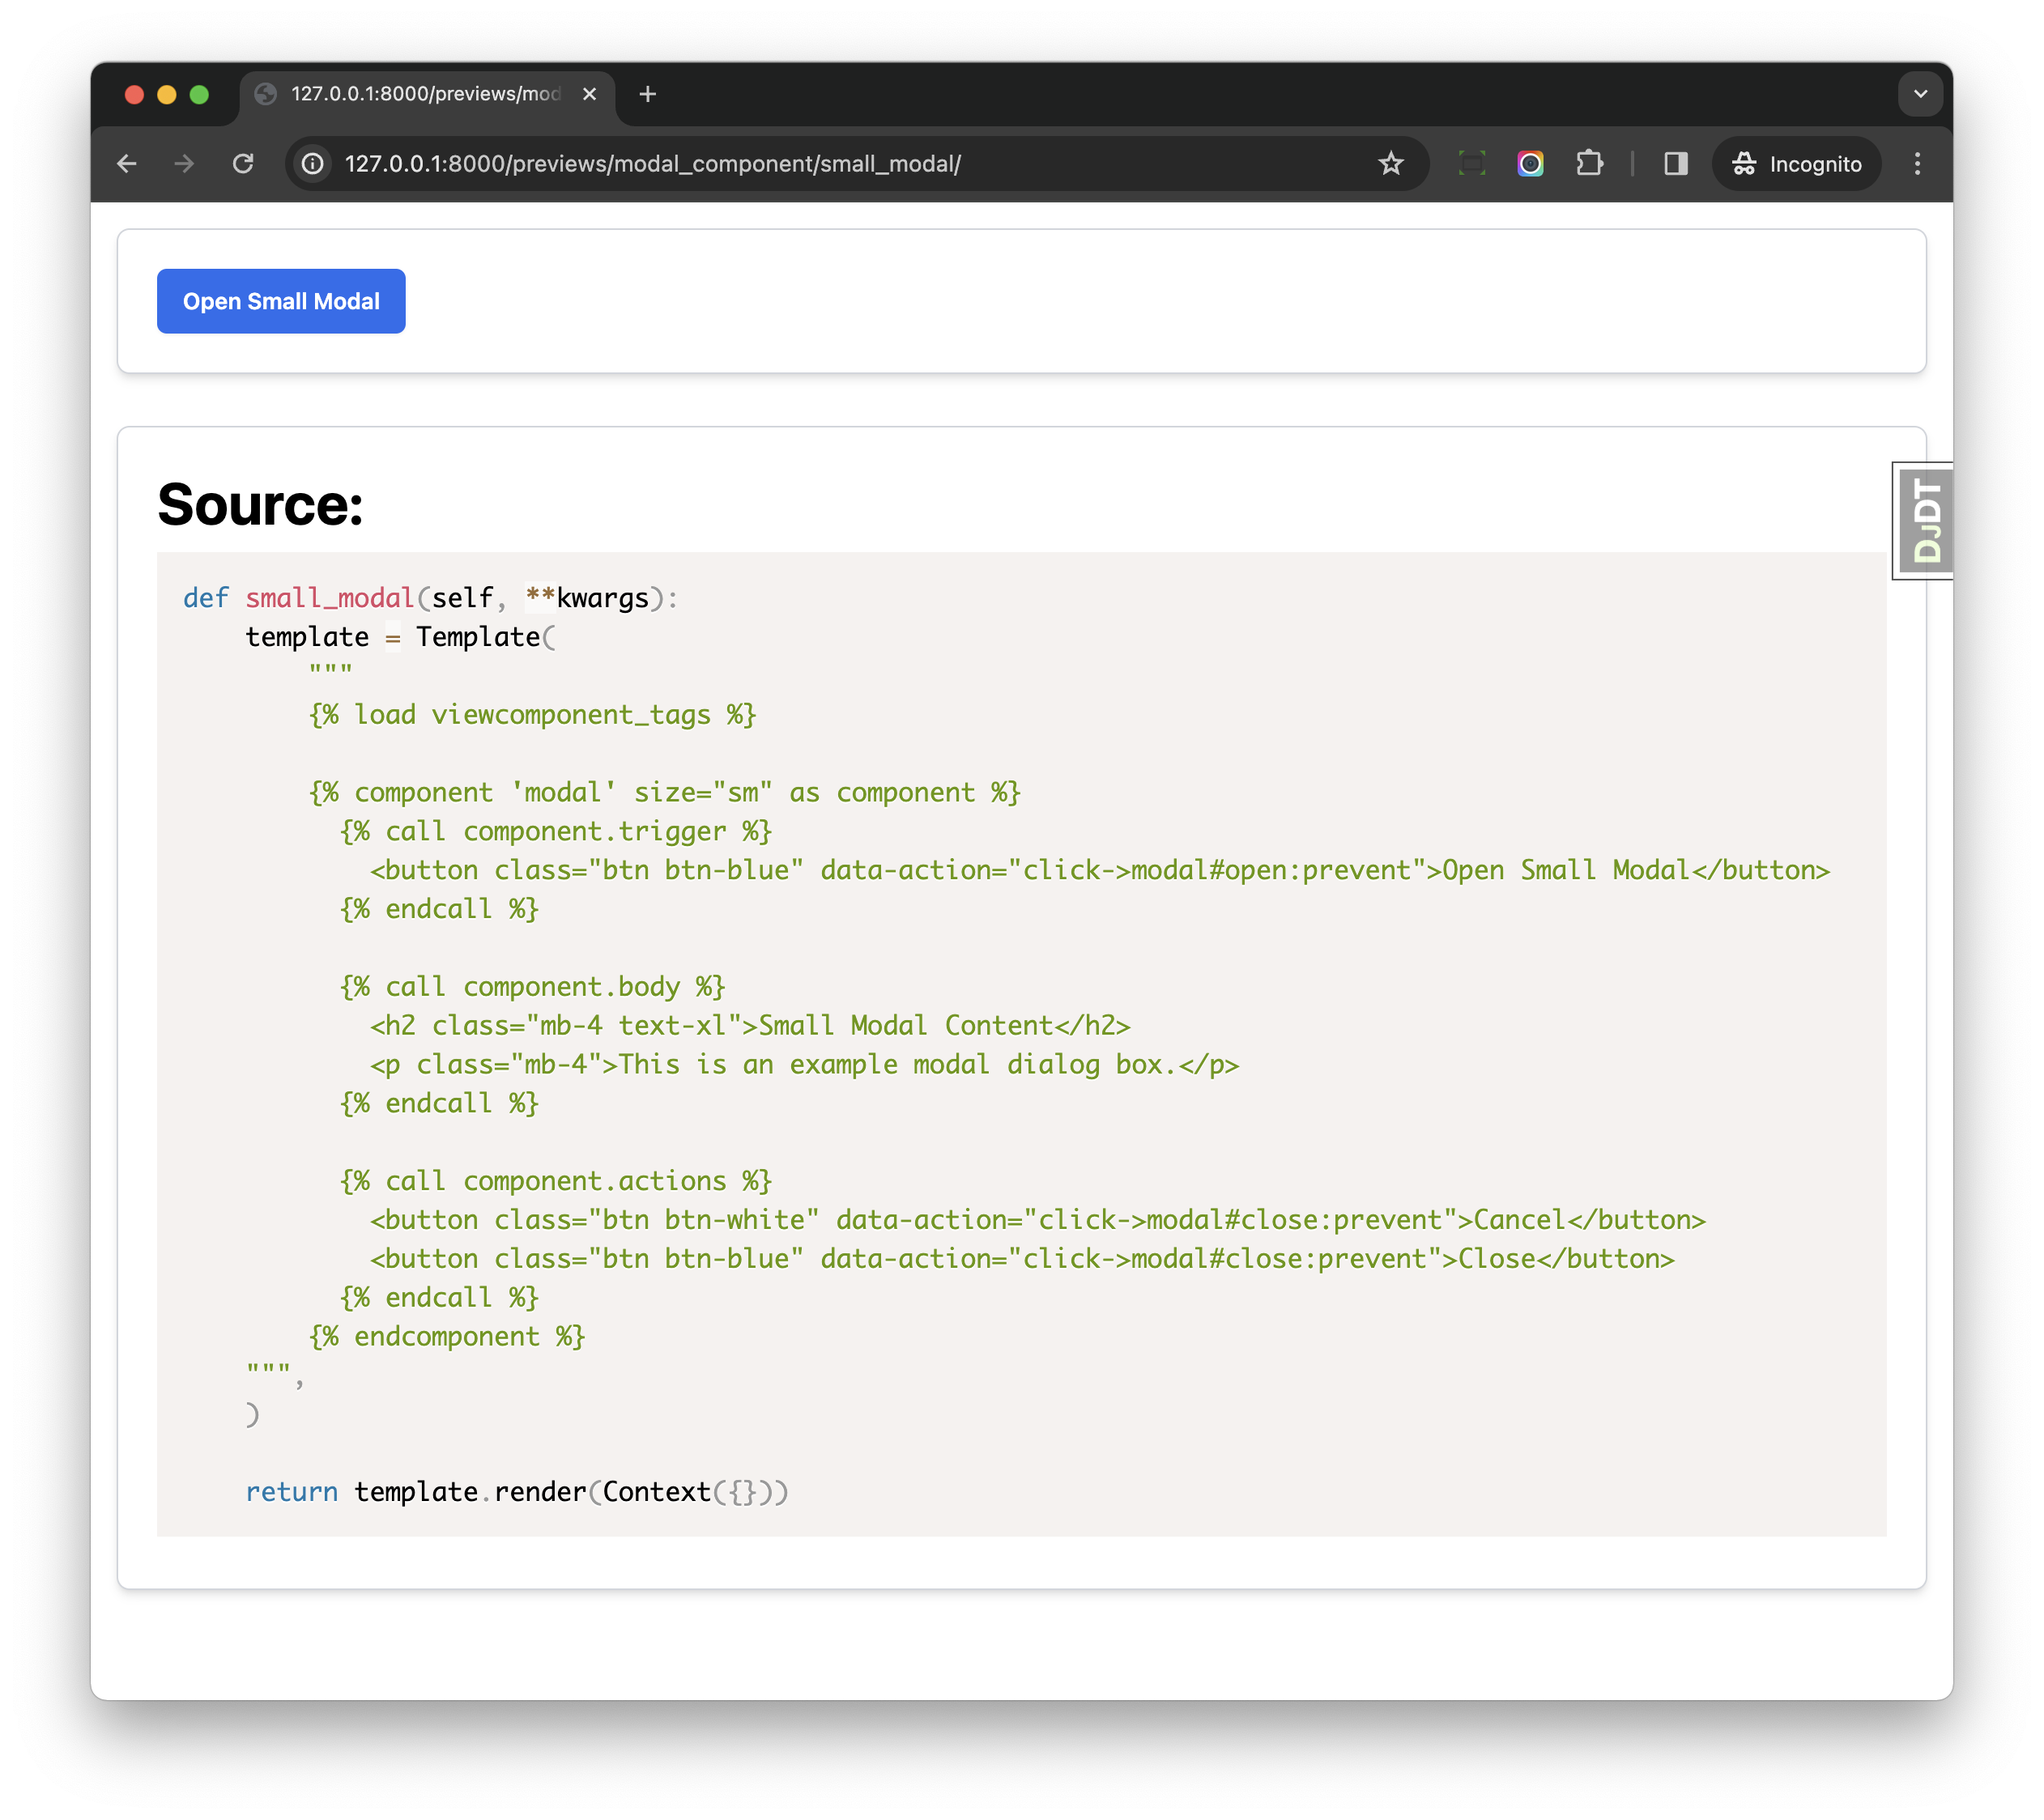 127.0.0.1:8000/previews/mod
127.0.0.1:8000/previews/modal_component/small_modal/
Incognito
Open Small Modal
Source:
DJDT
def small_modal(self, **kwargs):
    template = Template(
        """
        {% load viewcomponent_tags %}

        {% component 'modal' size="sm" as component %}
          {% call component.trigger %}
            <button class="btn btn-blue" data-action="click->modal#open:prevent">Open Small Modal</button>
          {% endcall %}

          {% call component.body %}
            <h2 class="mb-4 text-xl">Small Modal Content</h2>
            <p class="mb-4">This is an example modal dialog box.</p>
          {% endcall %}

          {% call component.actions %}
            <button class="btn btn-white" data-action="click->modal#close:prevent">Cancel</button>
            <button class="btn btn-blue" data-action="click->modal#close:prevent">Close</button>
          {% endcall %}
        {% endcomponent %}
    """,
    )

    return template.render(Context({}))